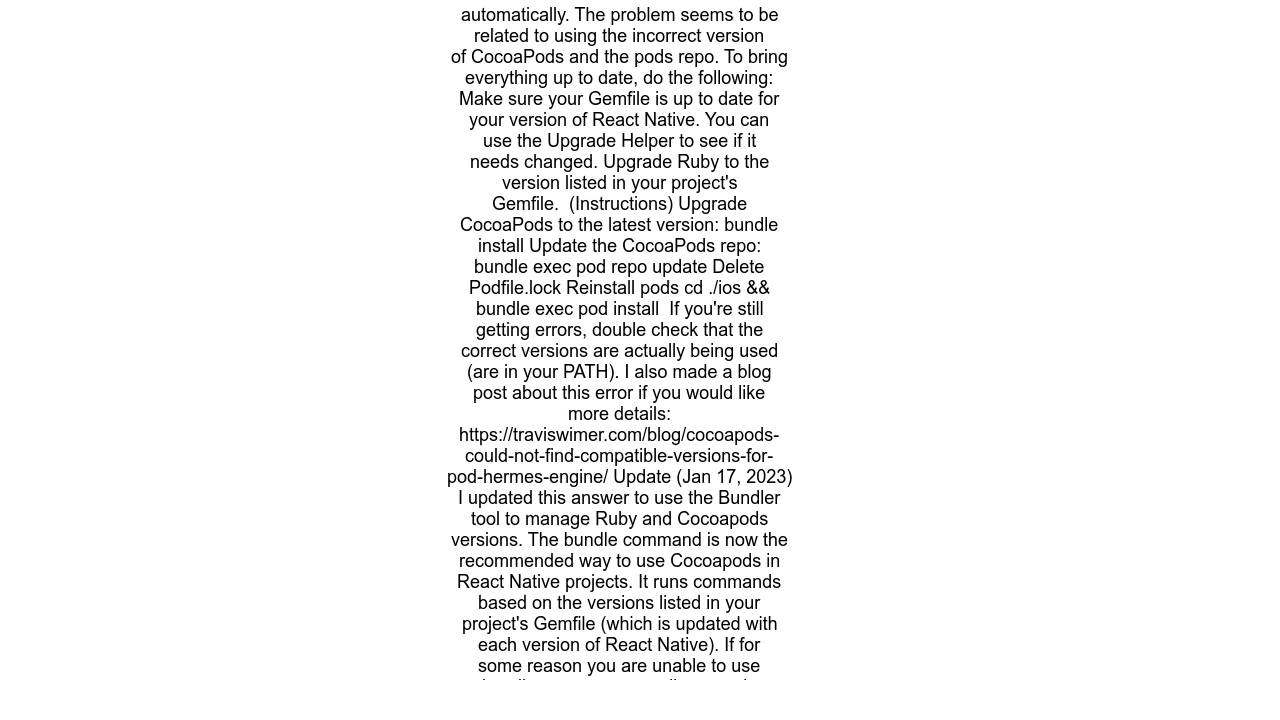 automatically. The problem seems to be
related to using the incorrect version
of CocoaPods and the pods repo. To bring
everything up to date, do the following:
Make sure your Gemfile is up to date for
your version of React Native. You can
use the Upgrade Helper to see if it
needs changed. Upgrade Ruby to the
version listed in your project's
Gemfile.  (Instructions) Upgrade
CocoaPods to the latest version: bundle
install Update the CocoaPods repo:
bundle exec pod repo update Delete
Podfile.lock Reinstall pods cd ./ios &&
bundle exec pod install  If you're still
getting errors, double check that the
correct versions are actually being used
(are in your PATH). I also made a blog
post about this error if you would like
more details:
https://traviswimer.com/blog/cocoapods-
could-not-find-compatible-versions-for-
pod-hermes-engine/ Update (Jan 17, 2023)
I updated this answer to use the Bundler
tool to manage Ruby and Cocoapods
versions. The bundle command is now the
recommended way to use Cocoapods in
React Native projects. It runs commands
based on the versions listed in your
project's Gemfile (which is updated with
each version of React Native). If for
some reason you are unable to use